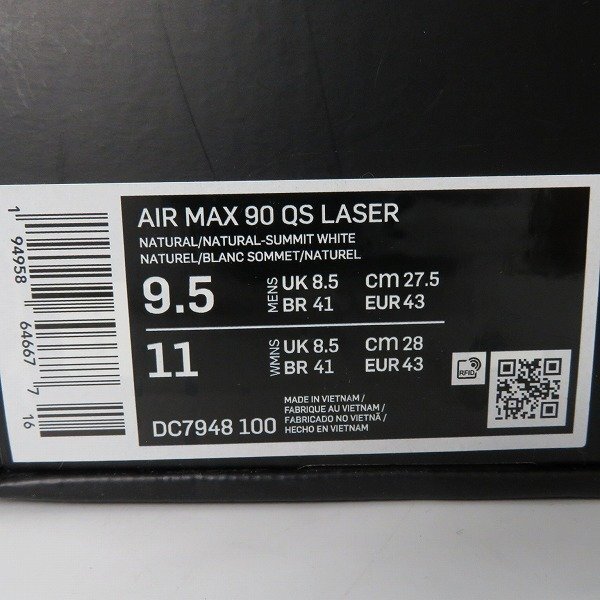 AIR MAX 90 QS LASER
NATURAL/NATURAL-SUMMIT WHITE
NATUREL/BLANC SOMMET/NATUREL
9.5 MENS UK 8.5 CM 27.5
BR 41 EUR 43
11 WMNS UK 8.5 CM 28
BR 41 EUR 43
DC7948 100
MADE IN VIETNAM /
FABRIQUE AU VIETNAM /
FABRICADO NO VIETNÃ /
HECHO EN VIETNAM
RFID
1 94958 64667 7 16